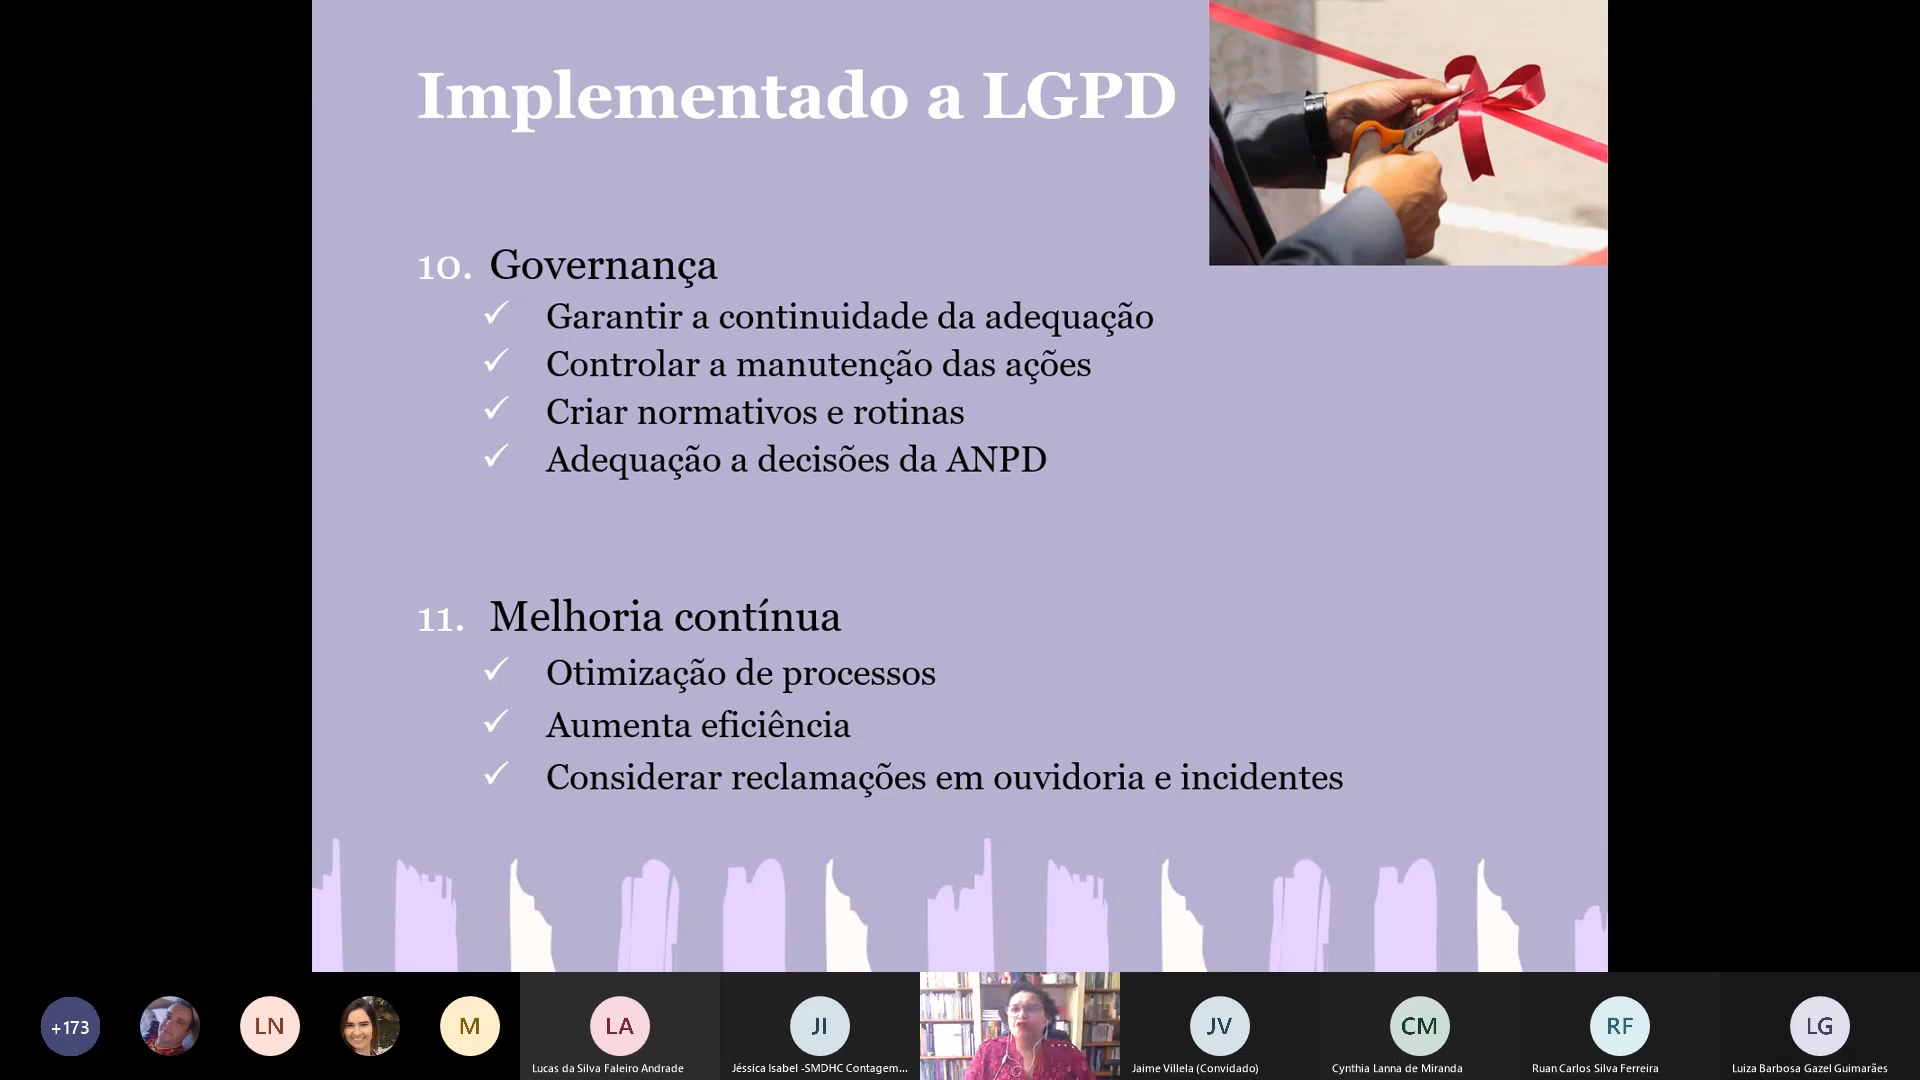 Implementado a LGPD
10. Governança
Garantir a continuidade da adequação
Controlar a manutenção das ações
Criar normativos e rotinas
Adequação a decisões da ANPD
11. Melhoria contínua
Otimização de processos
Aumenta eficiência
Considerar reclamações em ouvidoria e incidentes
+173
LN
M
LA
JI
JV
CM
RF
LG
Lucas da Silva Faleiro Andrade
Jéssica Isabel -SMDHC Contagem...
Jaime Villela (Convidado)
Cynthia Lanna de Miranda
Ruan Carlos Silva Ferreira
Luiza Barbosa Gazel Guimarães